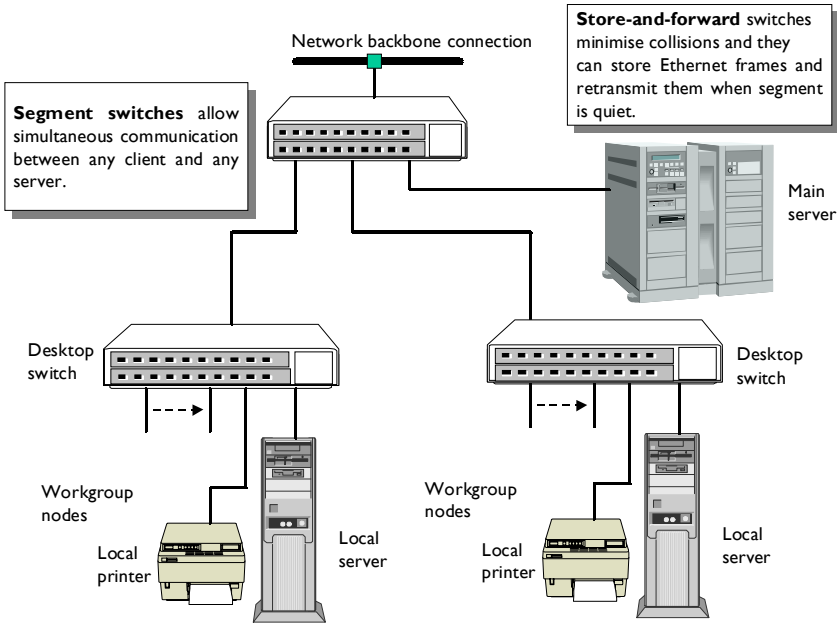 Network backbone connection
Store-and-forward switches
minimise collisions and they
can store Ethernet frames and
retransmit them when segment
is quiet.
Segment switches allow
simultaneous communication
between any client and any
server.
Main
server
Desktop
switch
Desktop
switch
Workgroup
nodes
Local
printer
Local
server
Workgroup
nodes
Local
printer
Local
server